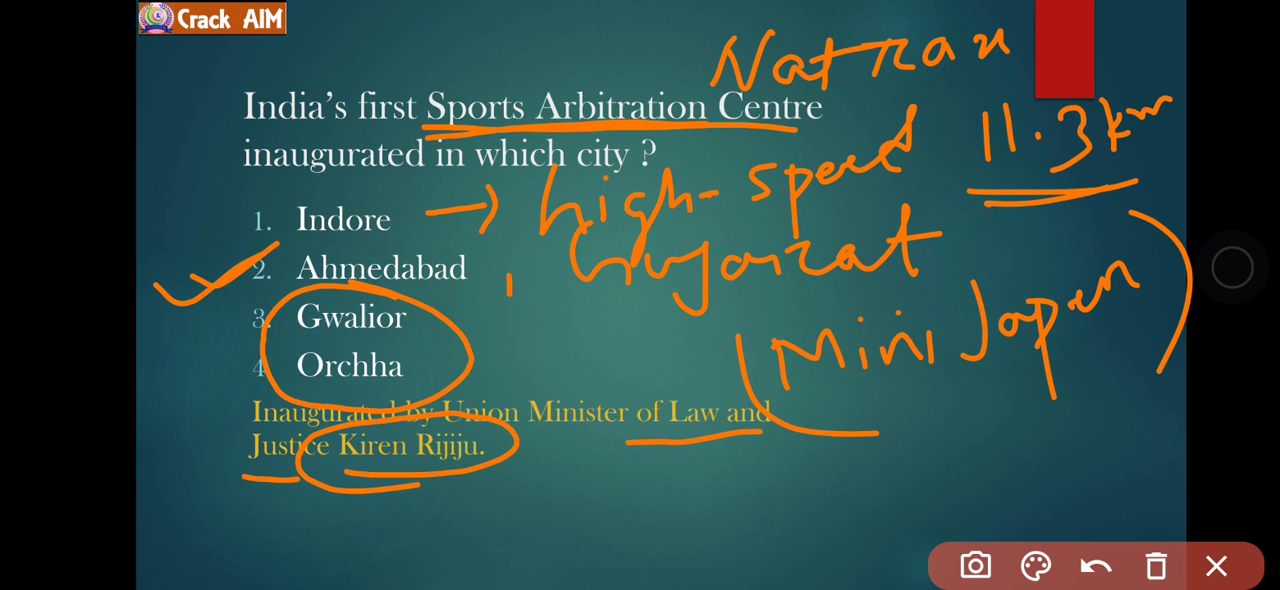 Crack AIM
Natrax
India's first Sports Arbitration Centre
11.3km
inaugurated in which city ?
1. Indore → high-speed
2. Ahmedabad, Gujarat
3. Gwalior
(Mini Japan)
4. Orchha
Inaugurated by Union Minister of Law and
Justice Kiren Rijiju.